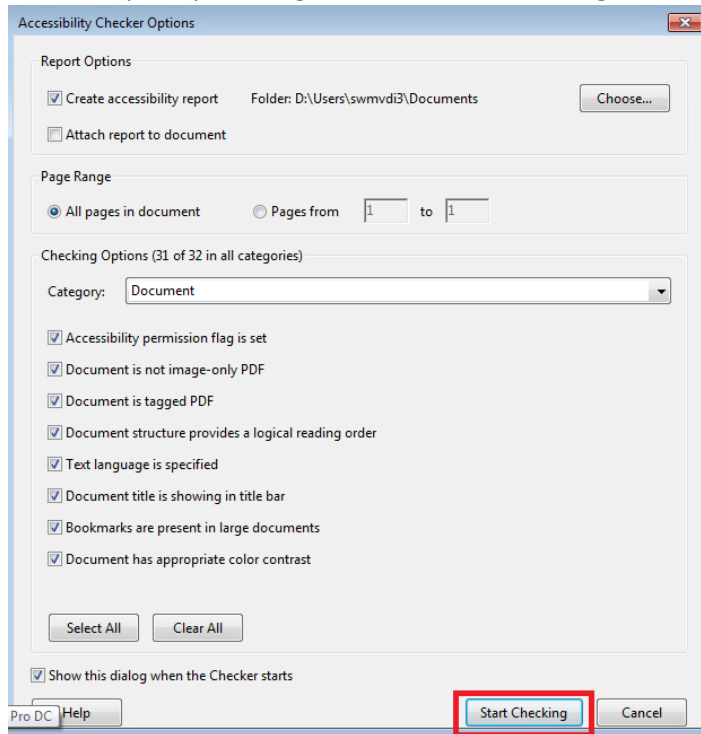 Accessibility Checker Options
Report Options
Create accessibility report Folder: D:\Users\swmvdi3\Documents Choose...
Attach report to document
Page Range
All pages in document Pages from 1 to 1
Checking Options (31 of 32 in all categories)
Category: Document
Accessibility permission flag is set
Document is not image-only PDF
Document is tagged PDF
Document structure provides a logical reading order
Text language is specified
Document title is showing in title bar
Bookmarks are present in large documents
Document has appropriate color contrast
Select All Clear All
Show this dialog when the Checker starts
Pro DC Help Start Checking Cancel